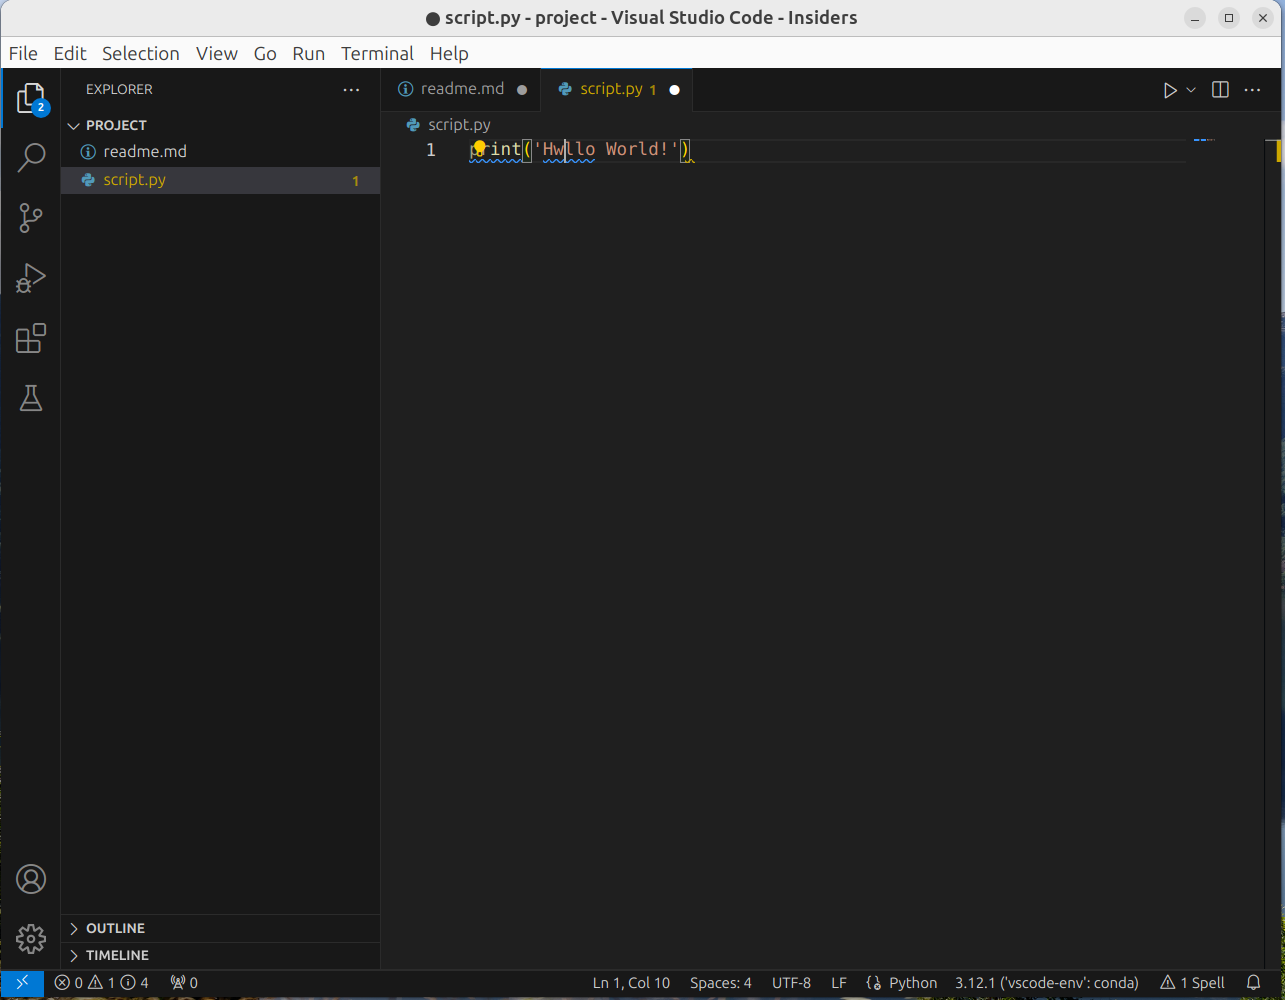 script.py - project - Visual Studio Code - Insiders
File Edit Selection View Go Run Terminal Help
EXPLORER
readme.md
script.py 1
2
PROJECT
readme.md
script.py 1
script.py
1 print('Hwllo World!')
OUTLINE
TIMELINE
0 1 4 0 Ln 1, Col 10 Spaces: 4 UTF-8 LF Python 3.12.1 ('vscode-env': conda) 1 Spell